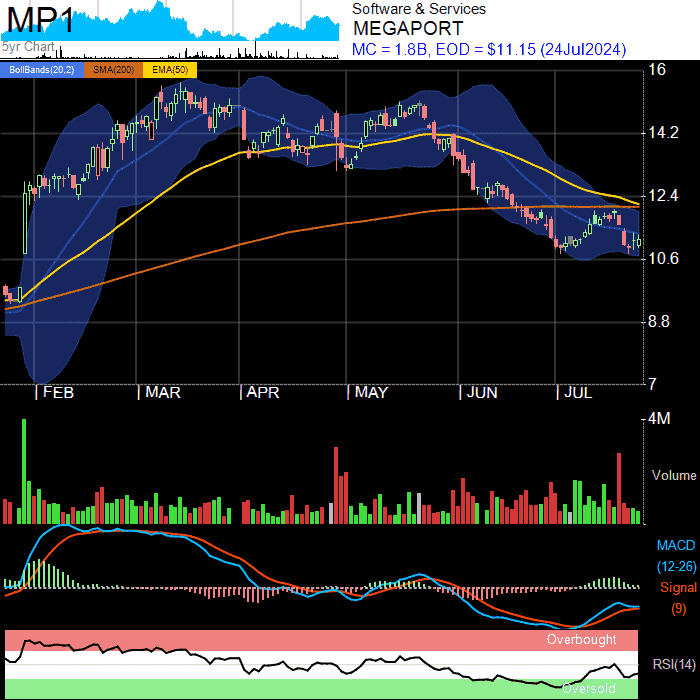 MP1
5yr Chart
Software & Services
MEGAPORT
MC = 1.8B, EOD = $11.15 (24Jul2024)
BollBands(20,2) SMA(200) EMA(50)
16
14.2
12.4
10.6
8.8
7
FEB MAR APR MAY JUN JUL
4M
Volume
MACD
(12-26)
Signal
(9)
Overbought
RSI(14)
Oversold